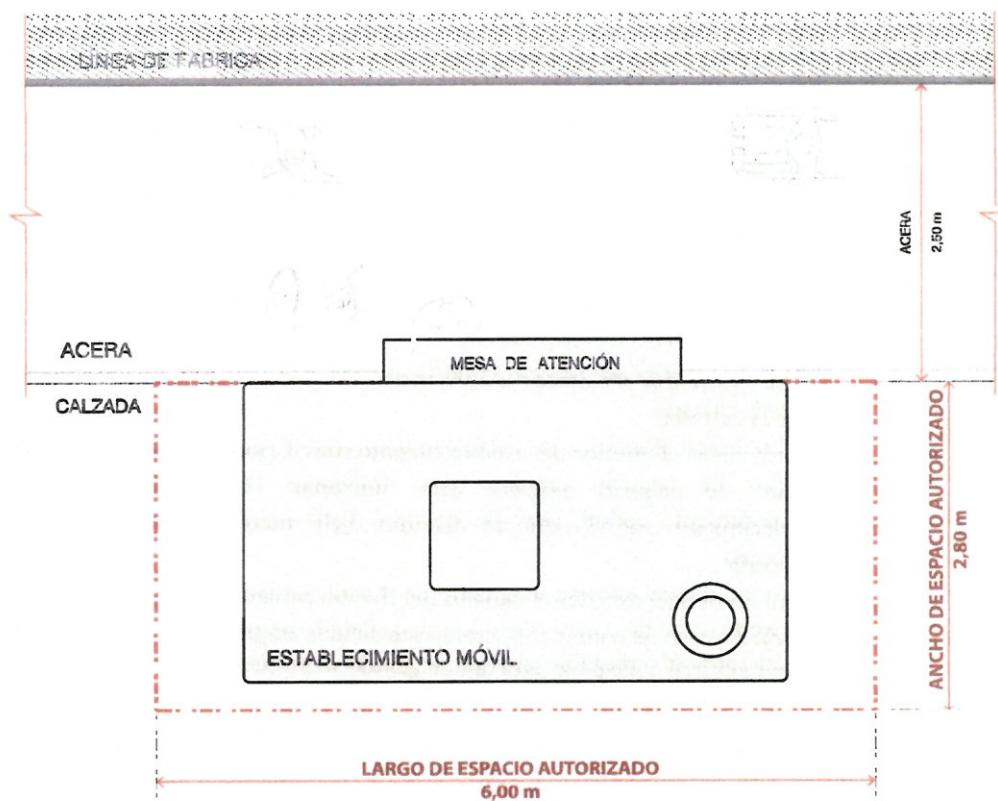 LÍNEA DE FÁBRICA
ACERA
2,50 m
ACERA
MESA DE ATENCIÓN
CALZADA
ANCHO DE ESPACIO AUTORIZADO
2,80 m
ESTABLECIMIENTO MÓVIL
LARGO DE ESPACIO AUTORIZADO
6,00 m